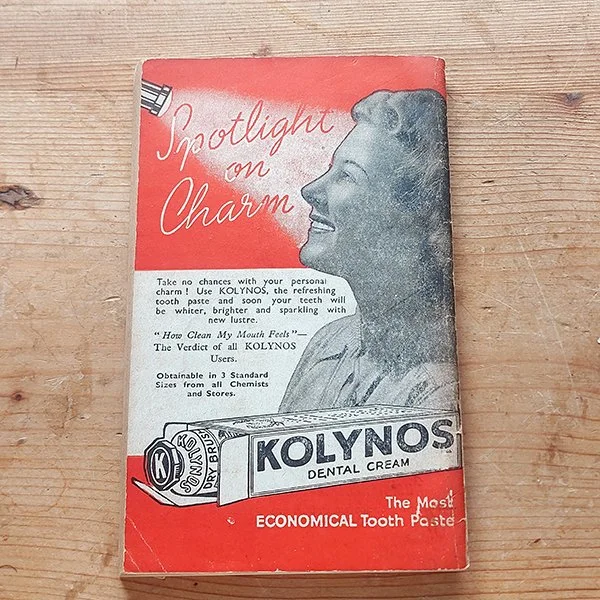 Spotlight
on
Charm
Take no chances with your personal
charm ! Use KOLYNOS, the refreshing
tooth paste and soon your teeth will
be whiter, brighter and sparkling with
new lustre.
"How Clean My Mouth Feels"—
The Verdict of all KOLYNOS
Users.
Obtainable in 3 Standard
Sizes from all Chemists
and Stores.
KOLYNOS
DENTAL CREAM
K
KOLYNOS
DRY BRUSH
The Most
ECONOMICAL Tooth Paste